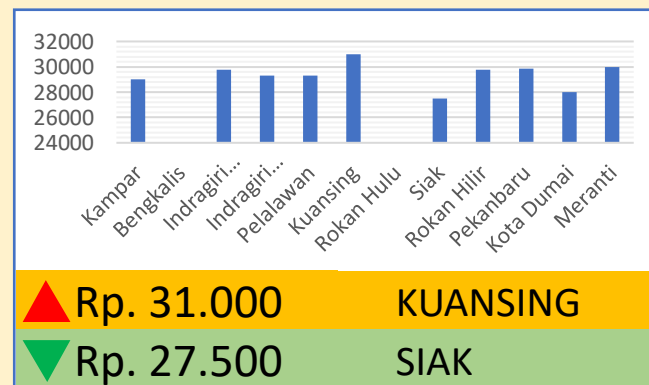 32000
30000
28000
26000
24000
Kampar
Bengkalis
Indragiri...
Indragiri...
Pelalawan
Kuansing
Rokan Hulu
Siak
Rokan Hilir
Pekanbaru
Kota Dumai
Meranti
Rp. 31.000 KUANSING
Rp. 27.500 SIAK